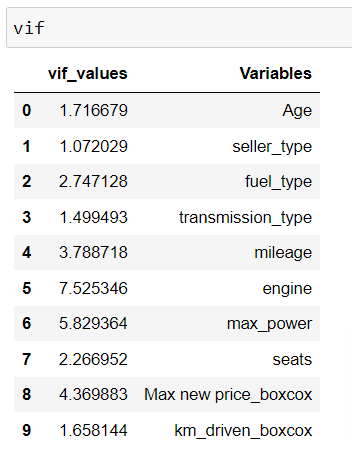 vif
vif_values Variables
0 1.716679 Age
1 1.072029 seller_type
2 2.747128 fuel_type
3 1.499493 transmission_type
4 3.788718 mileage
5 7.525346 engine
6 5.829364 max_power
7 2.266952 seats
8 4.369883 Max new price_boxcox
9 1.658144 km_driven_boxcox